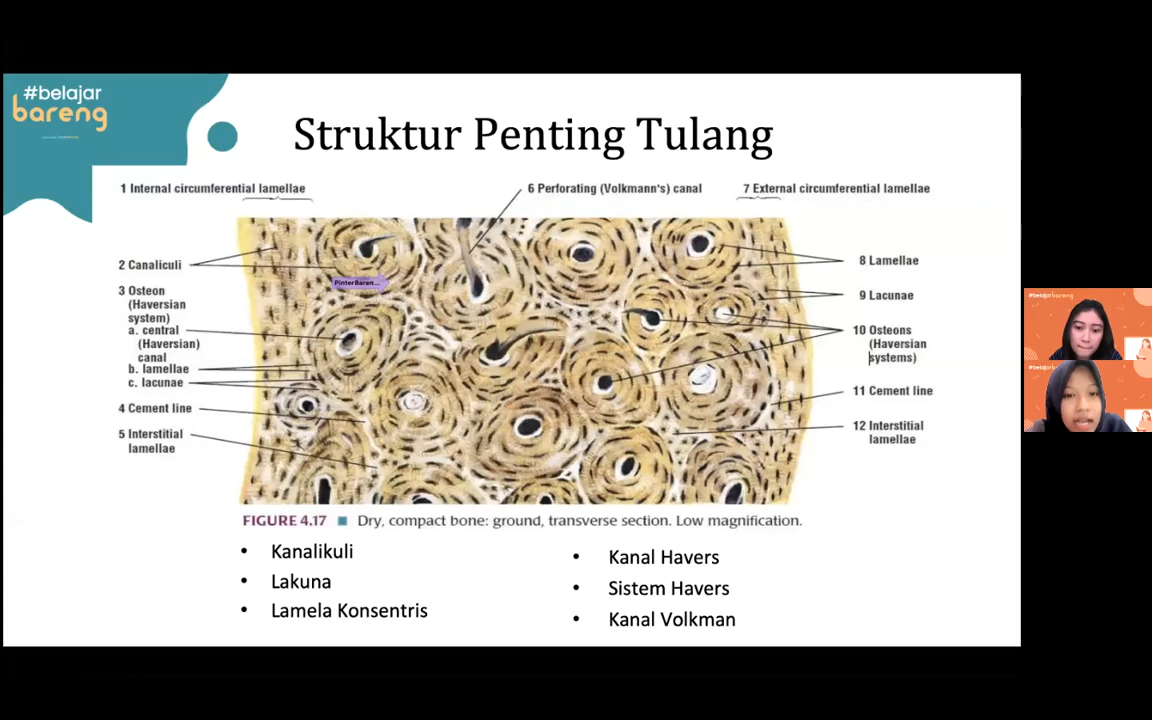 #belajar
bareng
Struktur Penting Tulang
1 Internal circumferential lamellae
6 Perforating (Volkmann's) canal
7 External circumferential lamellae
2 Canaliculi
3 Osteon
(Haversian
system)
a. central
(Haversian)
canal
b. lamellae
c. lacunae
4 Cement line
5 Interstitial
lamellae
PinterBaren...
8 Lamellae
9 Lacunae
10 Osteons
(Haversian
systems)
11 Cement line
12 Interstitial
lamellae
FIGURE 4.17 Dry, compact bone: ground, transverse section. Low magnification.
• Kanalikuli
• Lakuna
• Lamela Konsentris
• Kanal Havers
• Sistem Havers
• Kanal Volkman
#belajarbareng